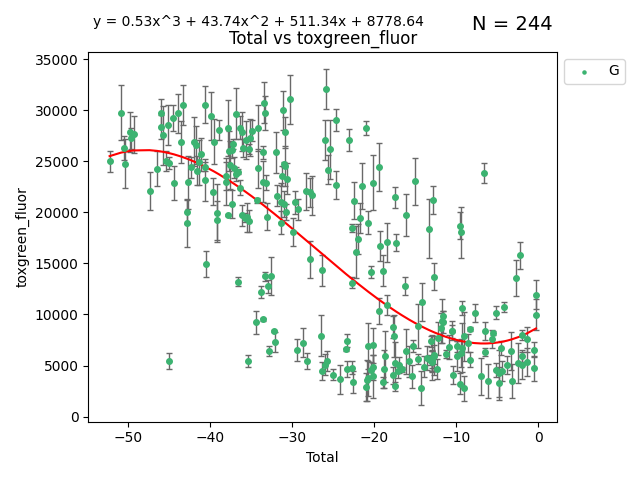 y = 0.53x^3 + 43.74x^2 + 511.34x + 8778.64
N = 244
Total vs toxgreen_fluor
G
toxgreen_fluor
35000
30000
25000
20000
15000
10000
5000
0
−50
−40
−30
−20
−10
0
Total